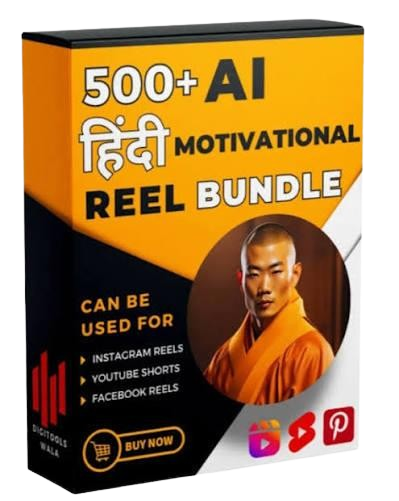 500+ AI
हिंदी MOTIVATIONAL
REEL BUNDLE
CAN BE
USED FOR
INSTAGRAM REELS
YOUTUBE SHORTS
FACEBOOK REELS
BUY NOW
DIGITOOLS
WALA